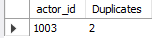 actor_id Duplicates
1003 2